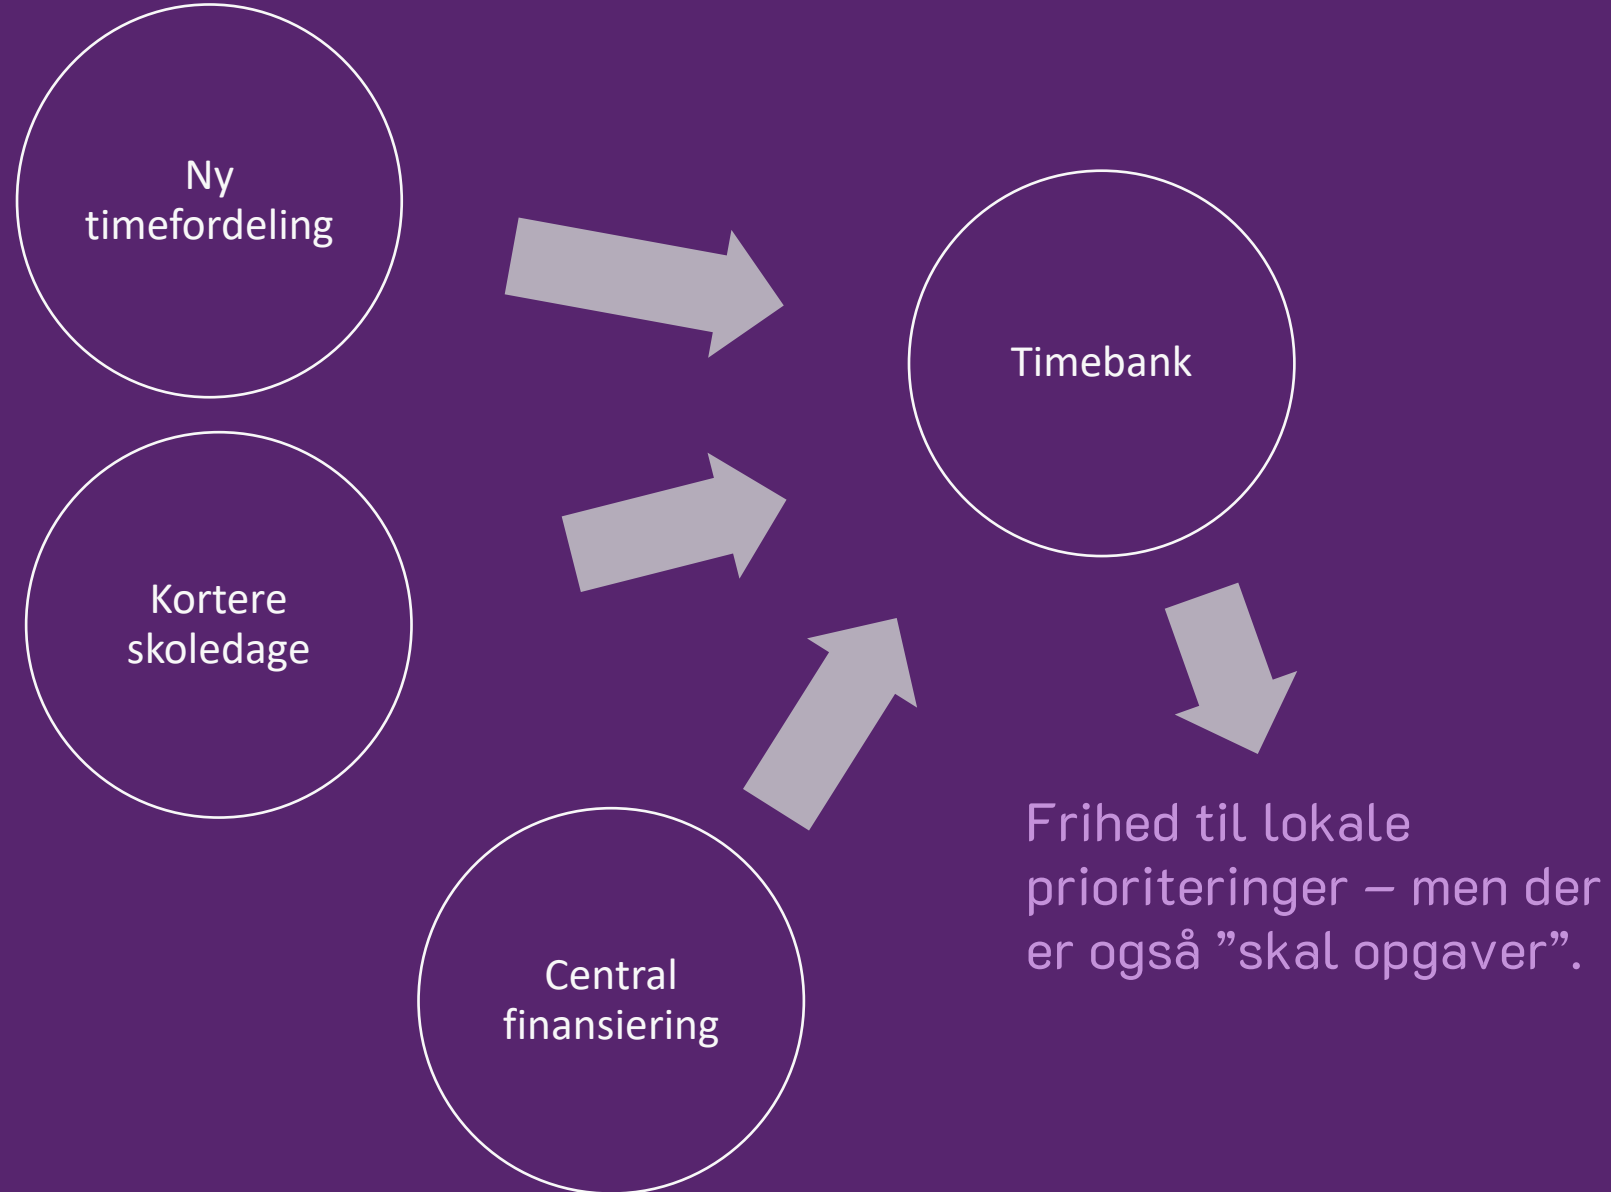 Ny
timefordeling
Timebank
Kortere
skoledage
Central
finansiering
Frihed til lokale
prioriteringer – men der
er også ”skal opgaver”.